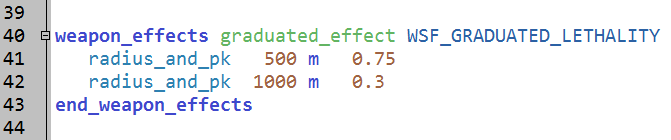 39
40 weapon_effects graduated_effect WSF_GRADUATED_LETHALITY
41 radius_and_pk 500 m 0.75
42 radius_and_pk 1000 m 0.3
43 end_weapon_effects
44